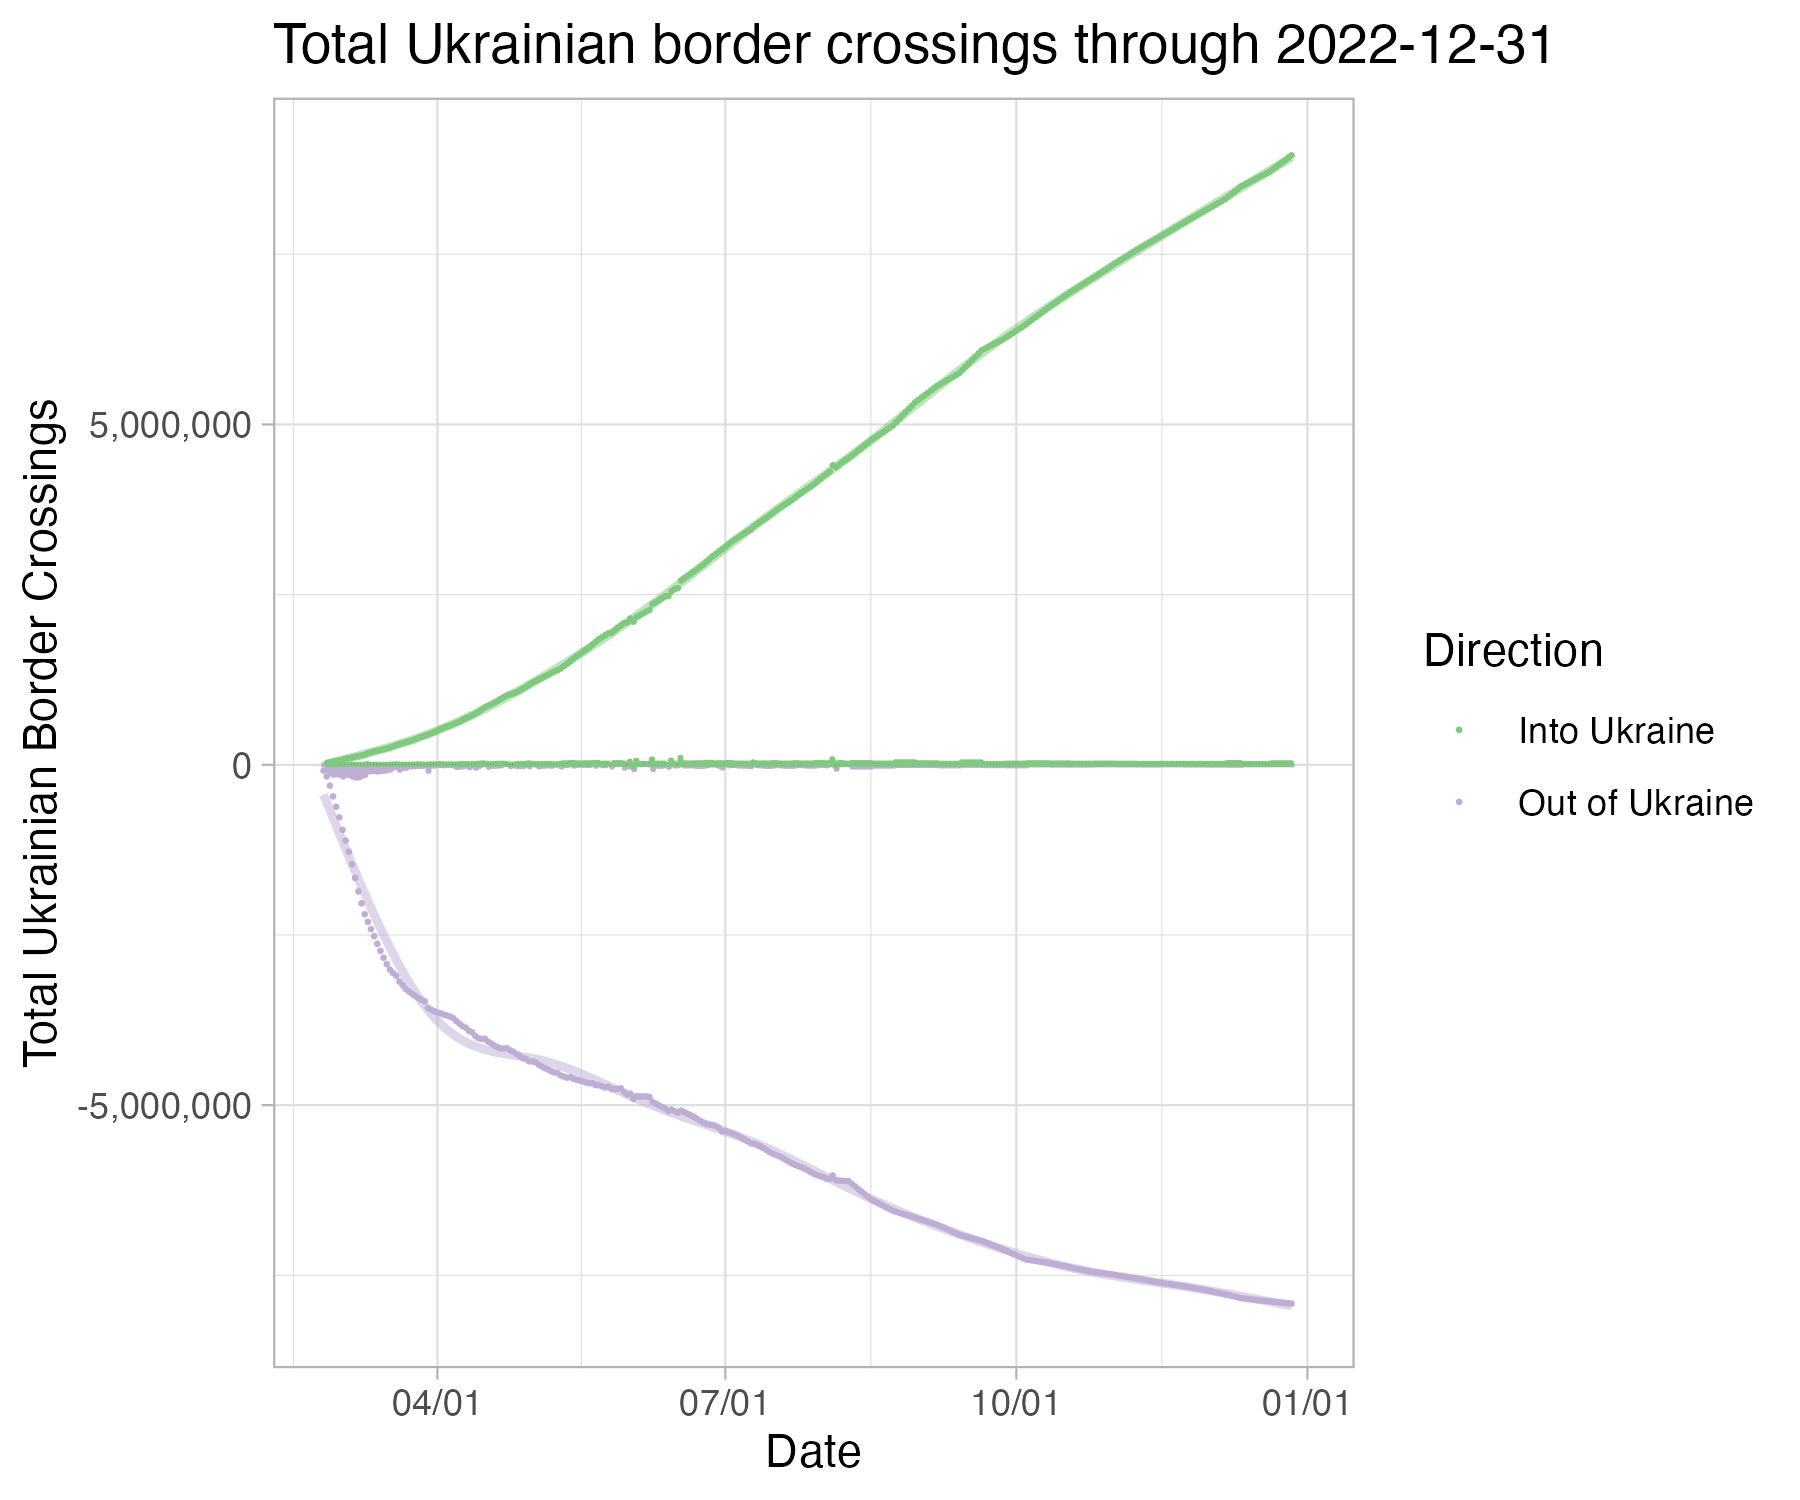 Total Ukrainian border crossings through 2022-12-31
Total Ukrainian Border Crossings
5,000,000
0
-5,000,000
04/01
07/01
10/01
01/01
Date
Direction
Into Ukraine
Out of Ukraine